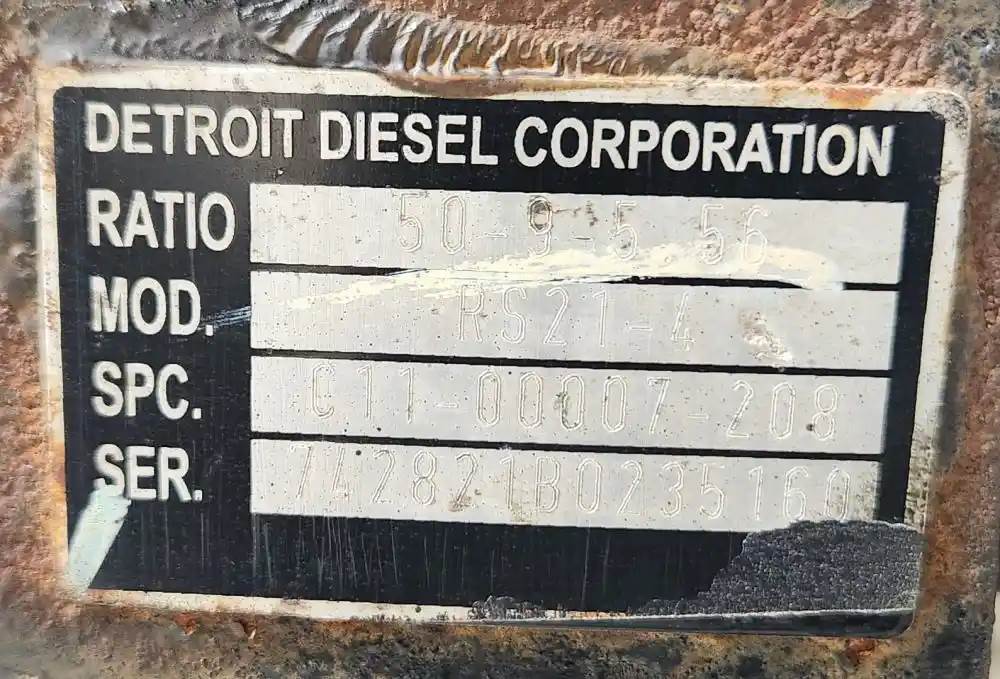 DETROIT DIESEL CORPORATION
RATIO 50-9-5.56
MOD. RS21-4
SPC. C11-00007-208
SER. 742821B0235160